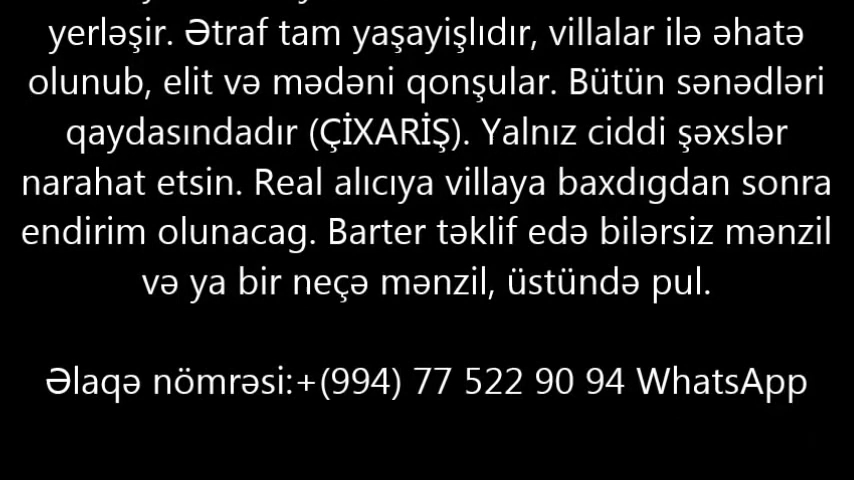 yerləşir. Ətraf tam yaşayişlıdır, villalar ilə əhatə
olunub, elit və mədəni qonşular. Bütün sənədləri
qaydasındadır (ÇİXARİŞ). Yalnız ciddi şəxslər
narahat etsin. Real alıcıya villaya baxdıgdan sonra
endirim olunacag. Barter təklif edə bilərsiz mənzil
və ya bir neçə mənzil, üstündə pul.
Əlaqə nömrəsi:+(994) 77 522 90 94 WhatsApp